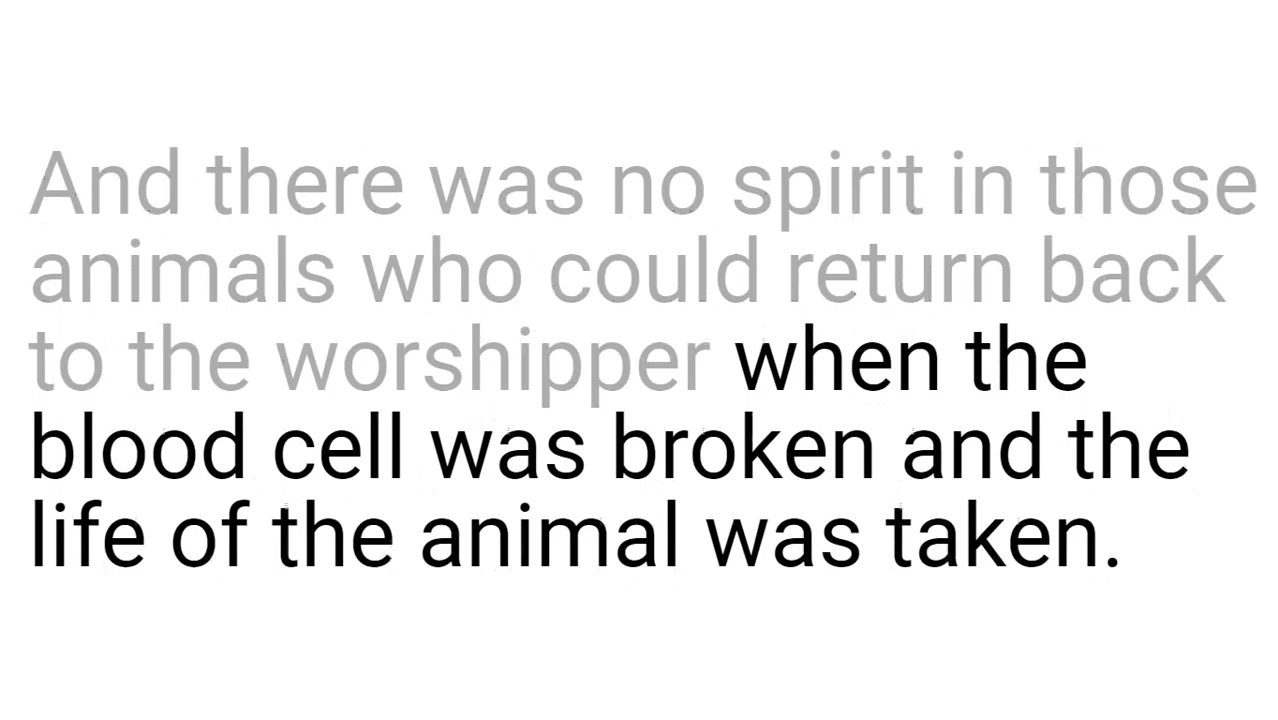 And there was no spirit in those
animals who could return back
to the worshipper when the
blood cell was broken and the
life of the animal was taken.